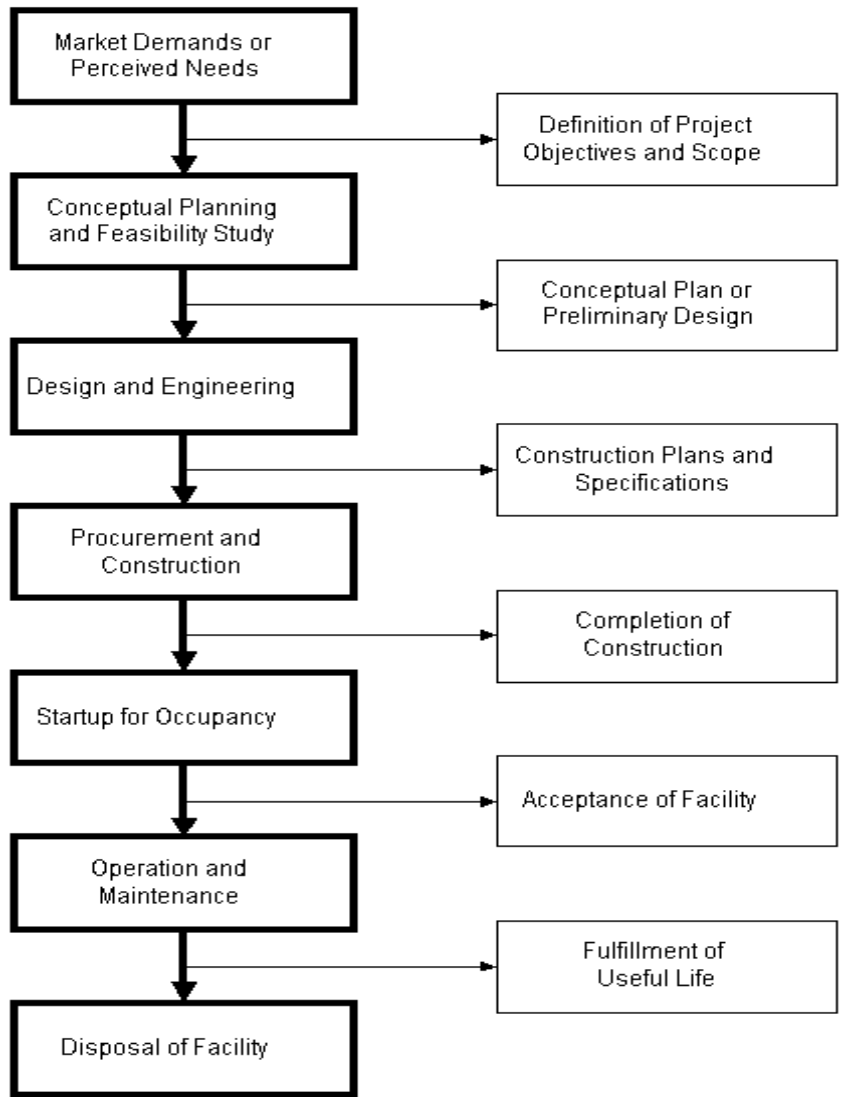 Market Demands or
Perceived Needs
Definition of Project
Objectives and Scope
Conceptual Planning
and Feasibility Study
Conceptual Plan or
Preliminary Design
Design and Engineering
Construction Plans and
Specifications
Procurement and
Construction
Completion of
Construction
Startup for Occupancy
Acceptance of Facility
Operation and
Maintenance
Fulfillment of
Useful Life
Disposal of Facility